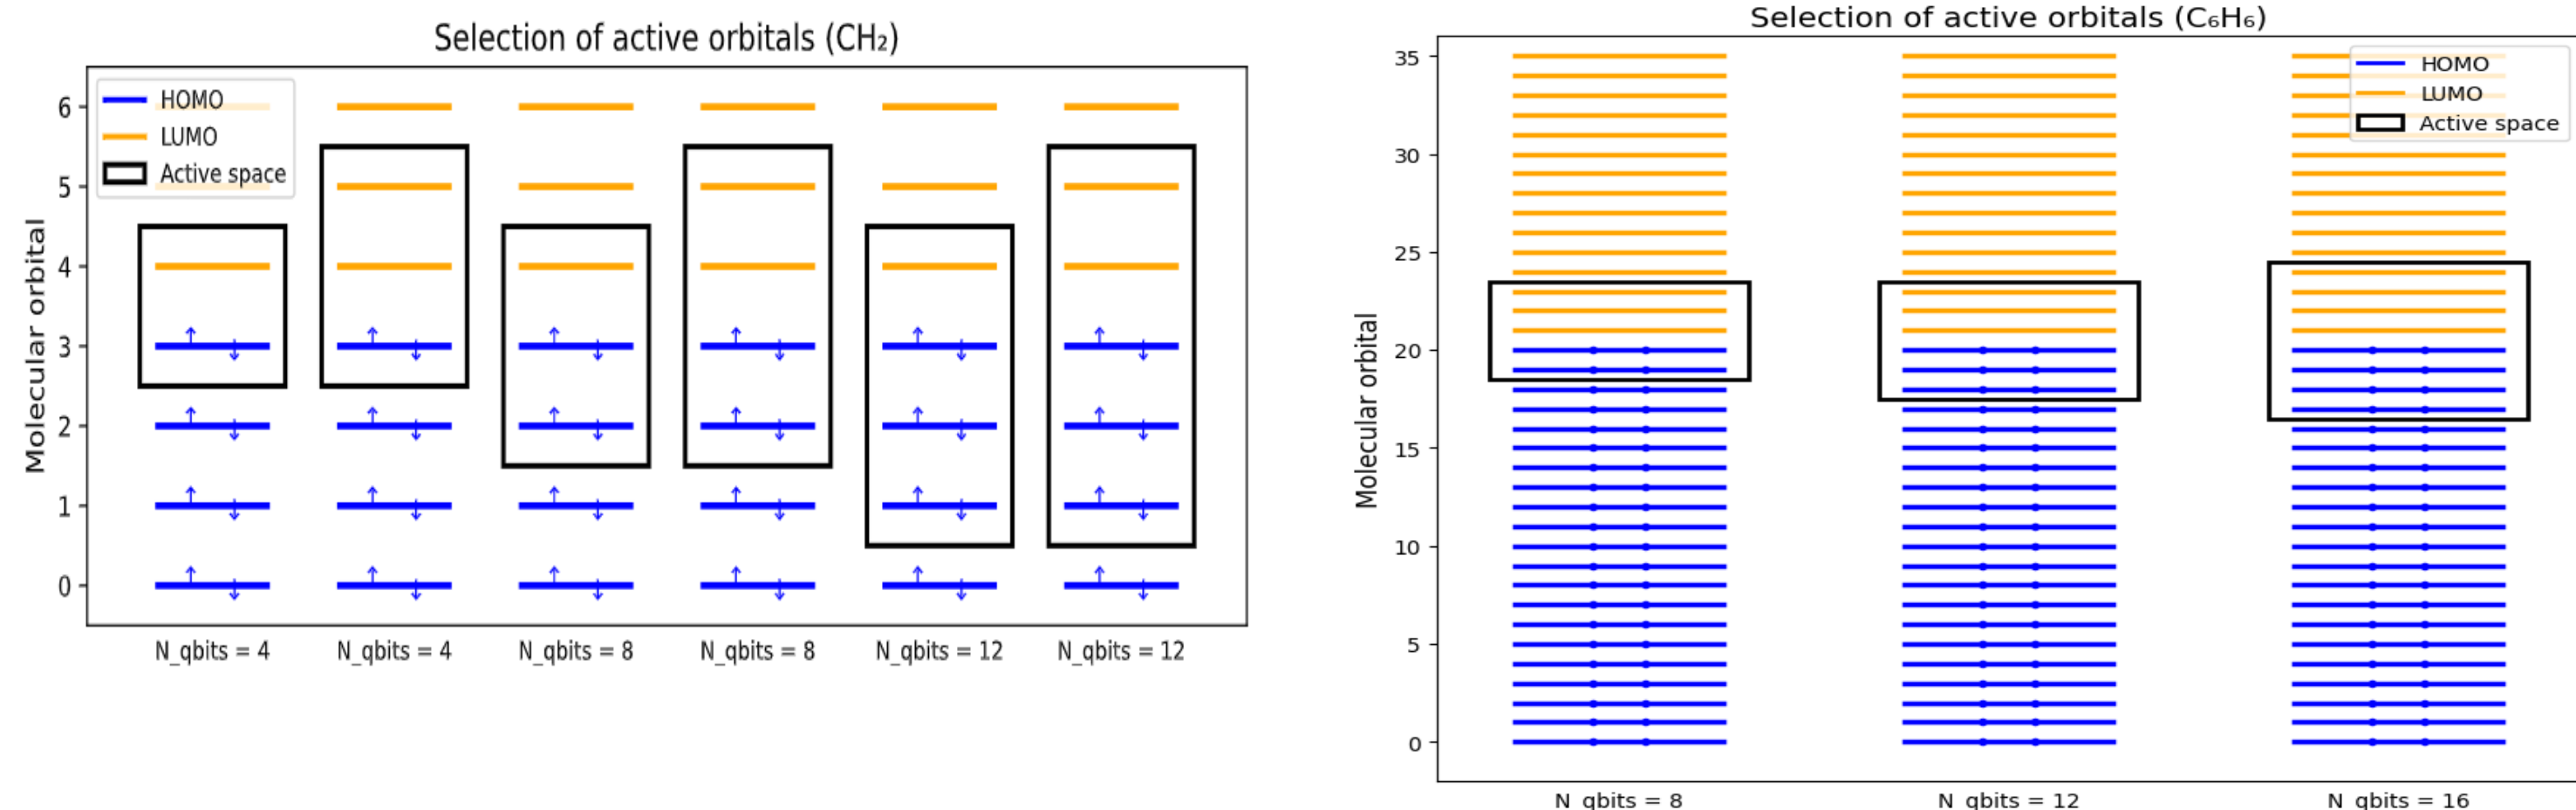 Selection of active orbitals (CH₂)
HOMO
LUMO
Active space
Molecular orbital
6
5
4
3
2
1
0
N_qbits = 4
N_qbits = 4
N_qbits = 8
N_qbits = 8
N_qbits = 12
N_qbits = 12
Selection of active orbitals (C₆H₆)
HOMO
LUMO
Active space
Molecular orbital
35
30
25
20
15
10
5
0
N_qbits = 8
N_qbits = 12
N_qbits = 16